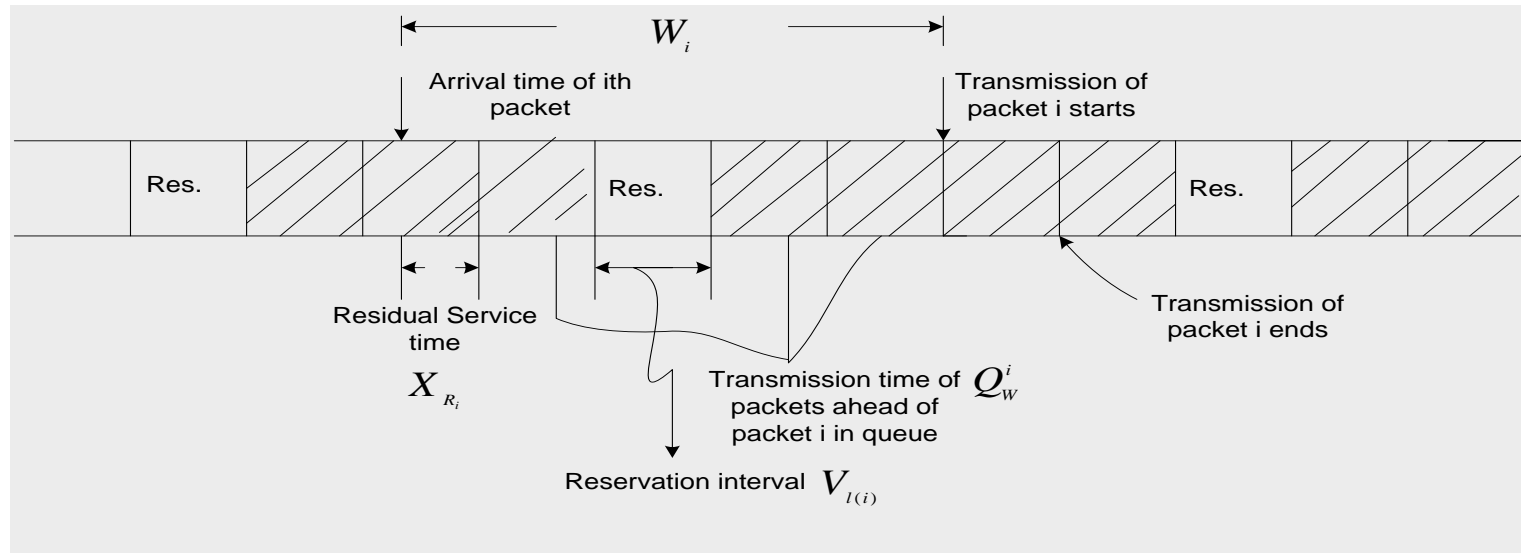 W_i
Arrival time of ith
packet
Transmission of
packet i starts
Res.
Res.
Res.
Residual Service
time
X_{R_i}
Transmission time of Q_W^i
packets ahead of
packet i in queue
Transmission of
packet i ends
Reservation interval V_{l(i)}